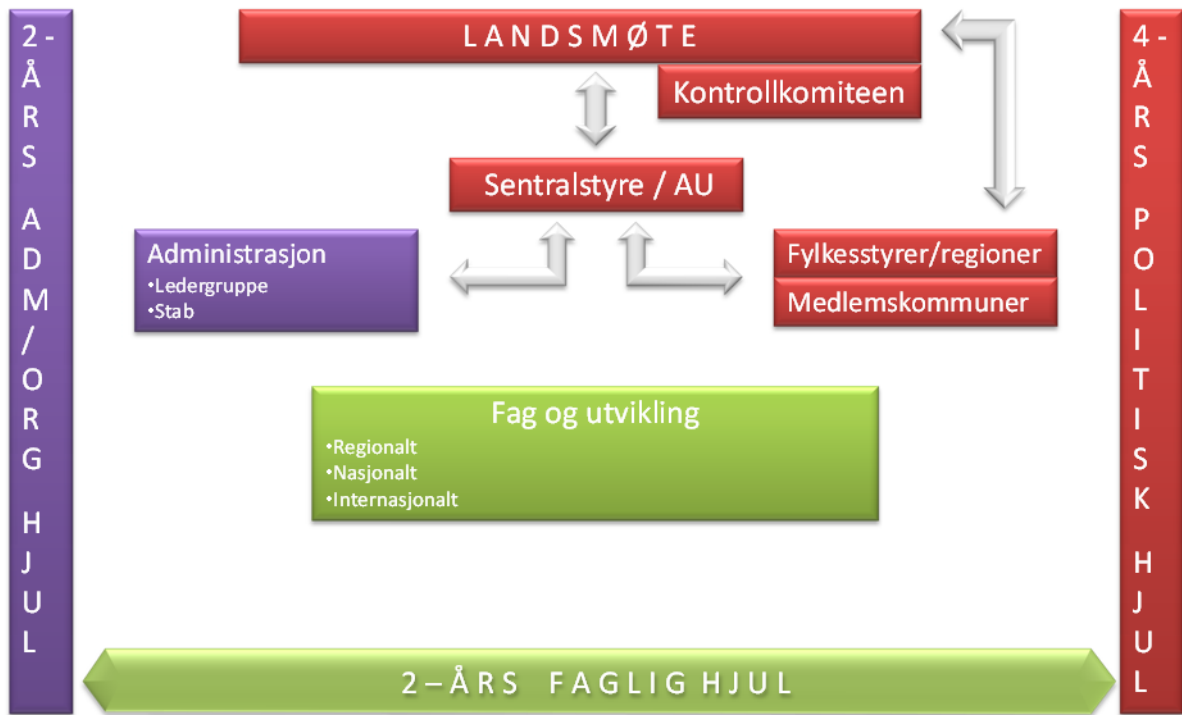 2-ÅRS ADM/ORG HJUL
LANDSMØTE
Kontrollkomiteen
Sentralstyre / AU
Administrasjon
•Ledergruppe
•Stab
Fylkesstyrer/regioner
Medlemskommuner
Fag og utvikling
•Regionalt
•Nasjonalt
•Internasjonalt
2–ÅRS FAGLIG HJUL
4-ÅRS POLITISK HJUL